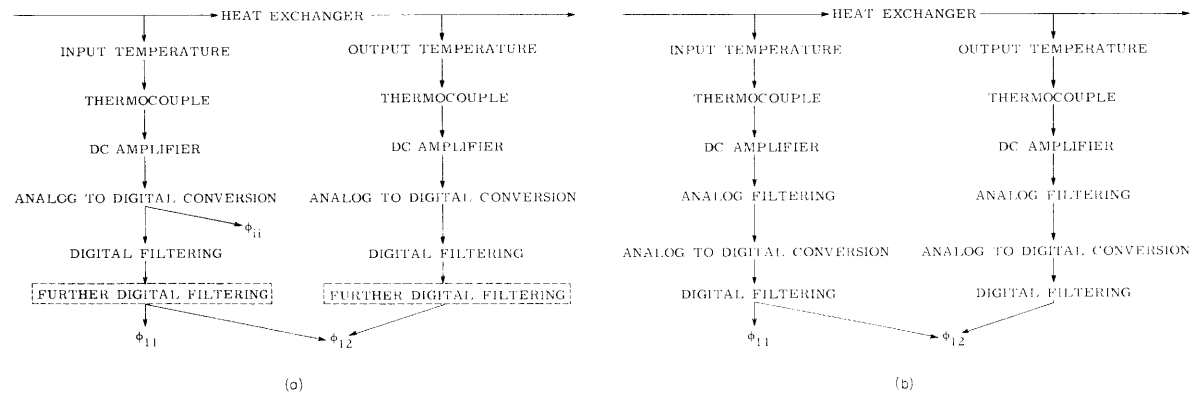 HEAT EXCHANGER
INPUT TEMPERATURE
OUTPUT TEMPERATURE
THERMOCOUPLE
THERMOCOUPLE
DC AMPLIFIER
DC AMPLIFIER
ANALOG TO DIGITAL CONVERSION
ANALOG TO DIGITAL CONVERSION
ϕii
DIGITAL FILTERING
DIGITAL FILTERING
FURTHER DIGITAL FILTERING
FURTHER DIGITAL FILTERING
ϕ11
ϕ12
(a)
HEAT EXCHANGER
INPUT TEMPERATURE
OUTPUT TEMPERATURE
THERMOCOUPLE
THERMOCOUPLE
DC AMPLIFIER
DC AMPLIFIER
ANALOG FILTERING
ANALOG FILTERING
ANALOG TO DIGITAL CONVERSION
ANALOG TO DIGITAL CONVERSION
DIGITAL FILTERING
DIGITAL FILTERING
ϕ11
ϕ12
(b)